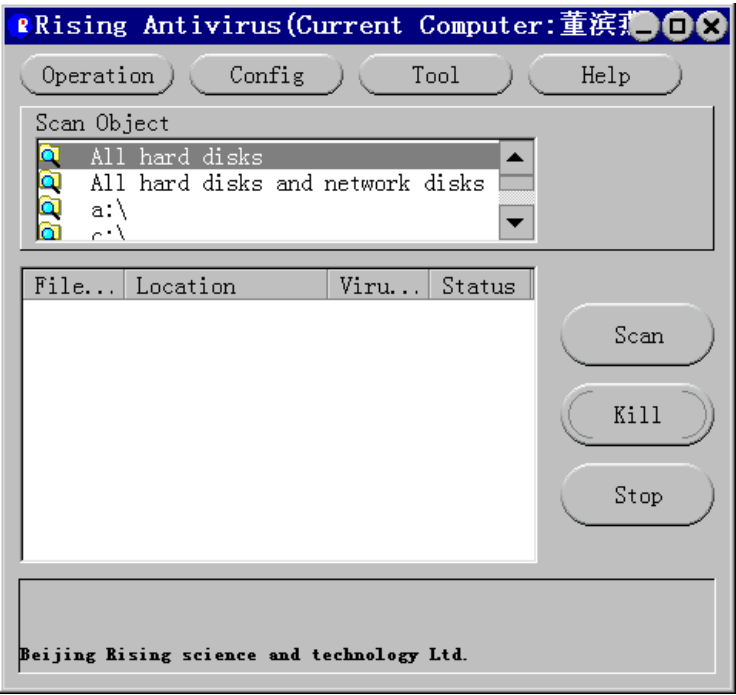 Rising Antivirus(Current Computer:董滨燕
Operation Config Tool Help
Scan Object
All hard disks
All hard disks and network disks
a:\
c:\
File... Location Viru... Status
Scan
Kill
Stop
Beijing Rising science and technology Ltd.